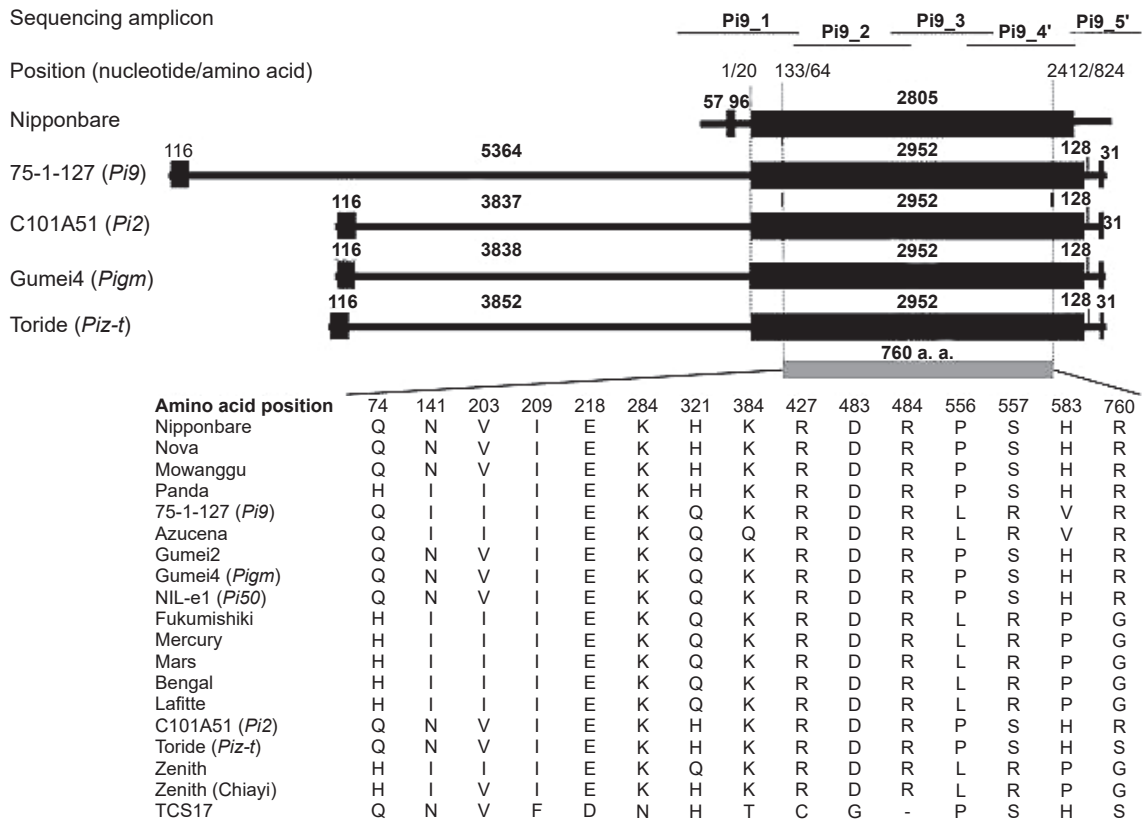 Sequencing amplicon
Pi9_1 Pi9_2 Pi9_3 Pi9_4' Pi9_5'
Position (nucleotide/amino acid) 1/20 133/64 2412/824
Nipponbare 57 96 2805
75-1-127 (Pi9) 116 5364 2952 128 31
C101A51 (Pi2) 116 3837 2952 128 31
Gumei4 (Pigm) 116 3838 2952 128
Toride (Piz-t) 116 3852 2952 128 31
760 a. a.
Amino acid position 74 141 203 209 218 284 321 384 427 483 484 556 557 583 760
Nipponbare Q N V I E K H K R D R P S H R
Nova Q N V I E K H K R D R P S H R
Mowanggu Q N V I E K H K R D R P S H R
Panda H I I I E K H K R D R P S H R
75-1-127 (Pi9) Q I I I E K Q K R D R L R V R
Azucena Q I I I E K Q Q R D R L R V R
Gumei2 Q N V I E K Q K R D R P S H R
Gumei4 (Pigm) Q N V I E K Q K R D R P S H R
NIL-e1 (Pi50) Q N V I E K Q K R D R P S H R
Fukumishiki H I I I E K Q K R D R L R P G
Mercury H I I I E K Q K R D R L R P G
Mars H I I I E K Q K R D R L R P G
Bengal H I I I E K Q K R D R L R P G
Lafitte H I I I E K Q K R D R L R P G
C101A51 (Pi2) Q N V I E K H K R D R P S H R
Toride (Piz-t) Q N V I E K H K R D R P S H S
Zenith H I I I E K Q K R D R L R P G
Zenith (Chiayi) H I I I E K H K R D R L R P G
TCS17 Q N V F D N H T C G - P S H S